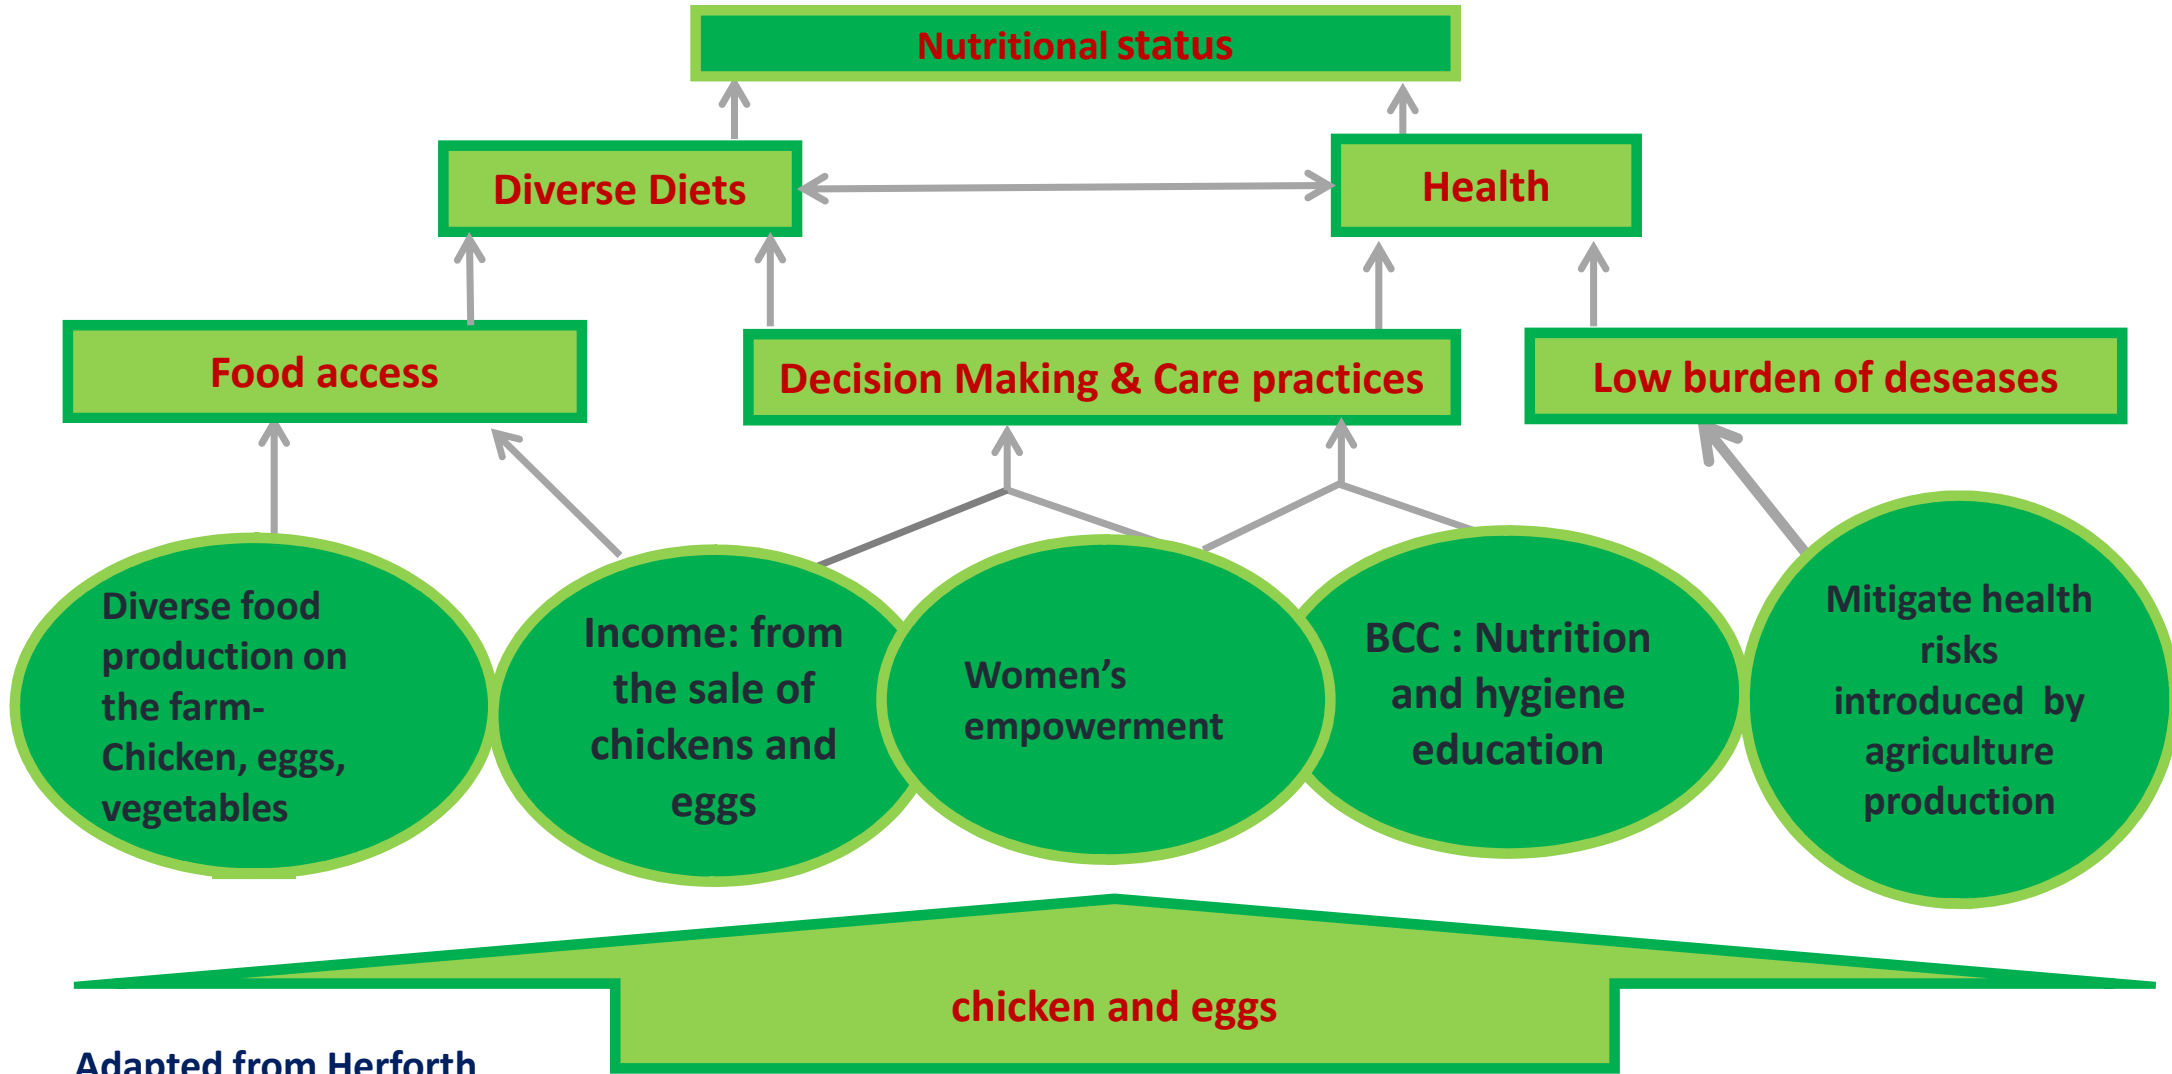 Nutritional status
Diverse Diets
Health
Food access
Decision Making & Care practices
Low burden of deseases
Diverse food
production on
the farm-
Chicken, eggs,
vegetables
Income: from
the sale of
chickens and
eggs
Women's
empowerment
BCC : Nutrition
and hygiene
education
Mitigate health
risks
introduced by
agriculture
production
chicken and eggs
Adapted from Herforth